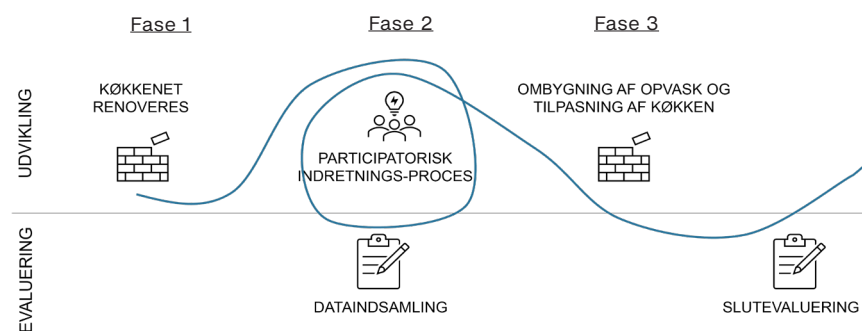 Fase 1
Fase 2
Fase 3
UDVIKLING
KØKKENET
RENOVERES
PARTICIPATORISK
INDRETNINGS-PROCES
OMBYGNING AF OPVASK OG
TILPASNING AF KØKKEN
EVALUERING
DATAINDSAMLING
SLUTEVALUERING